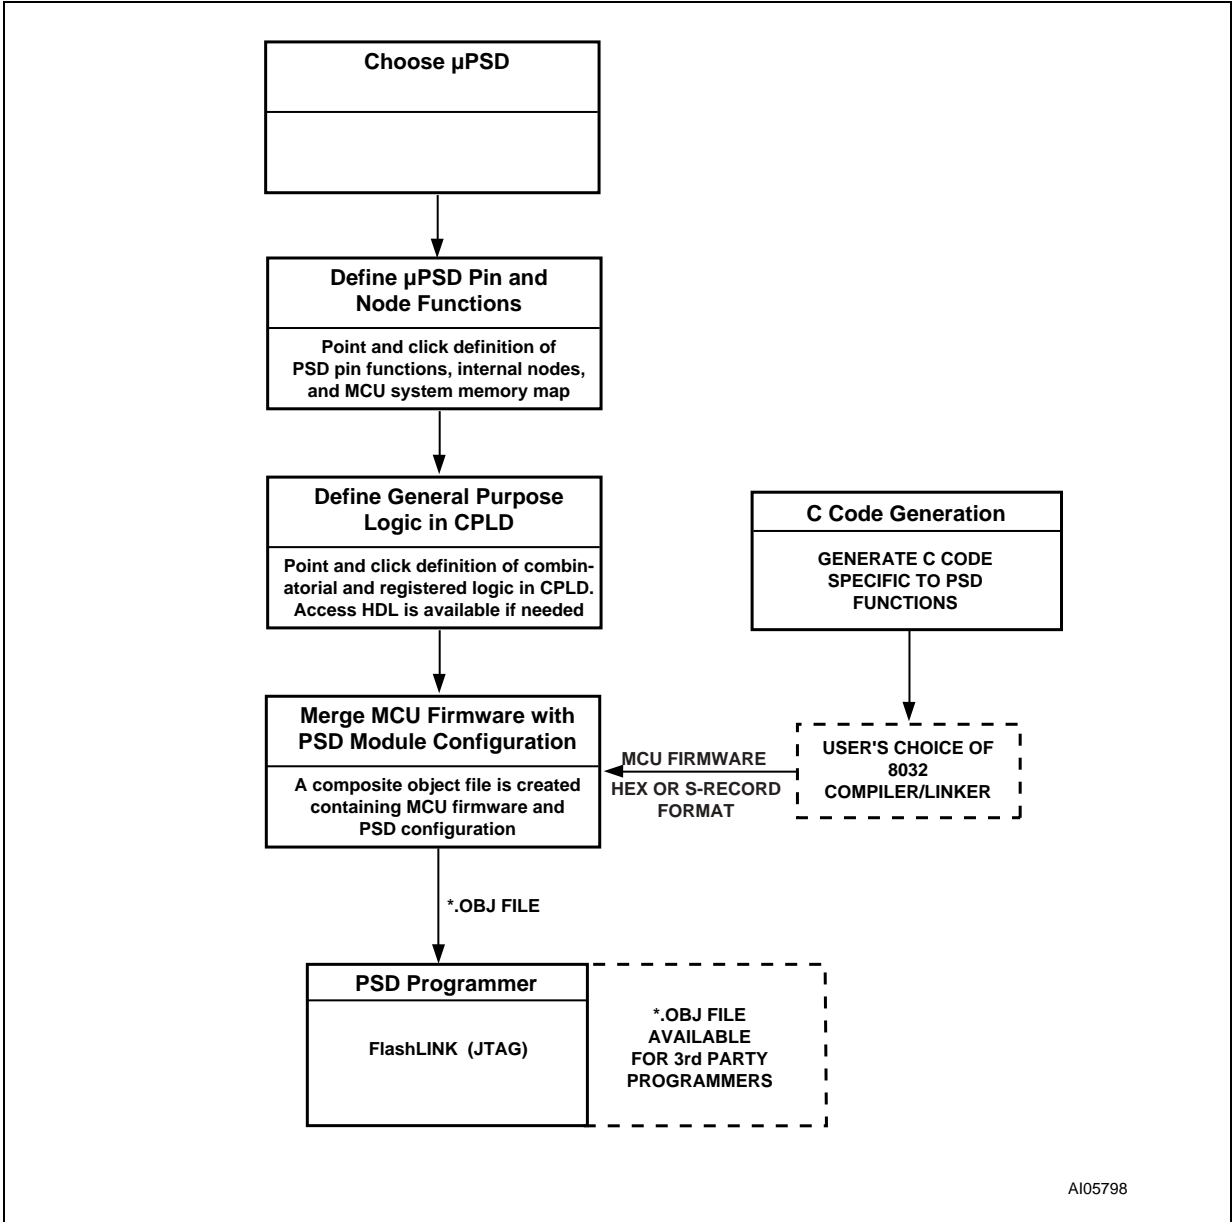 Choose µPSD
Define µPSD Pin and
Node Functions
Point and click definition of
PSD pin functions, internal nodes,
and MCU system memory map
Define General Purpose
Logic in CPLD
Point and click definition of combin-
atorial and registered logic in CPLD.
Access HDL is available if needed
C Code Generation
GENERATE C CODE
SPECIFIC TO PSD
FUNCTIONS
Merge MCU Firmware with
PSD Module Configuration
A composite object file is created
containing MCU firmware and
PSD configuration
MCU FIRMWARE
HEX OR S-RECORD
FORMAT
USER'S CHOICE OF
8032
COMPILER/LINKER
*.OBJ FILE
PSD Programmer
FlashLINK (JTAG)
*.OBJ FILE
AVAILABLE
FOR 3rd PARTY
PROGRAMMERS
AI05798